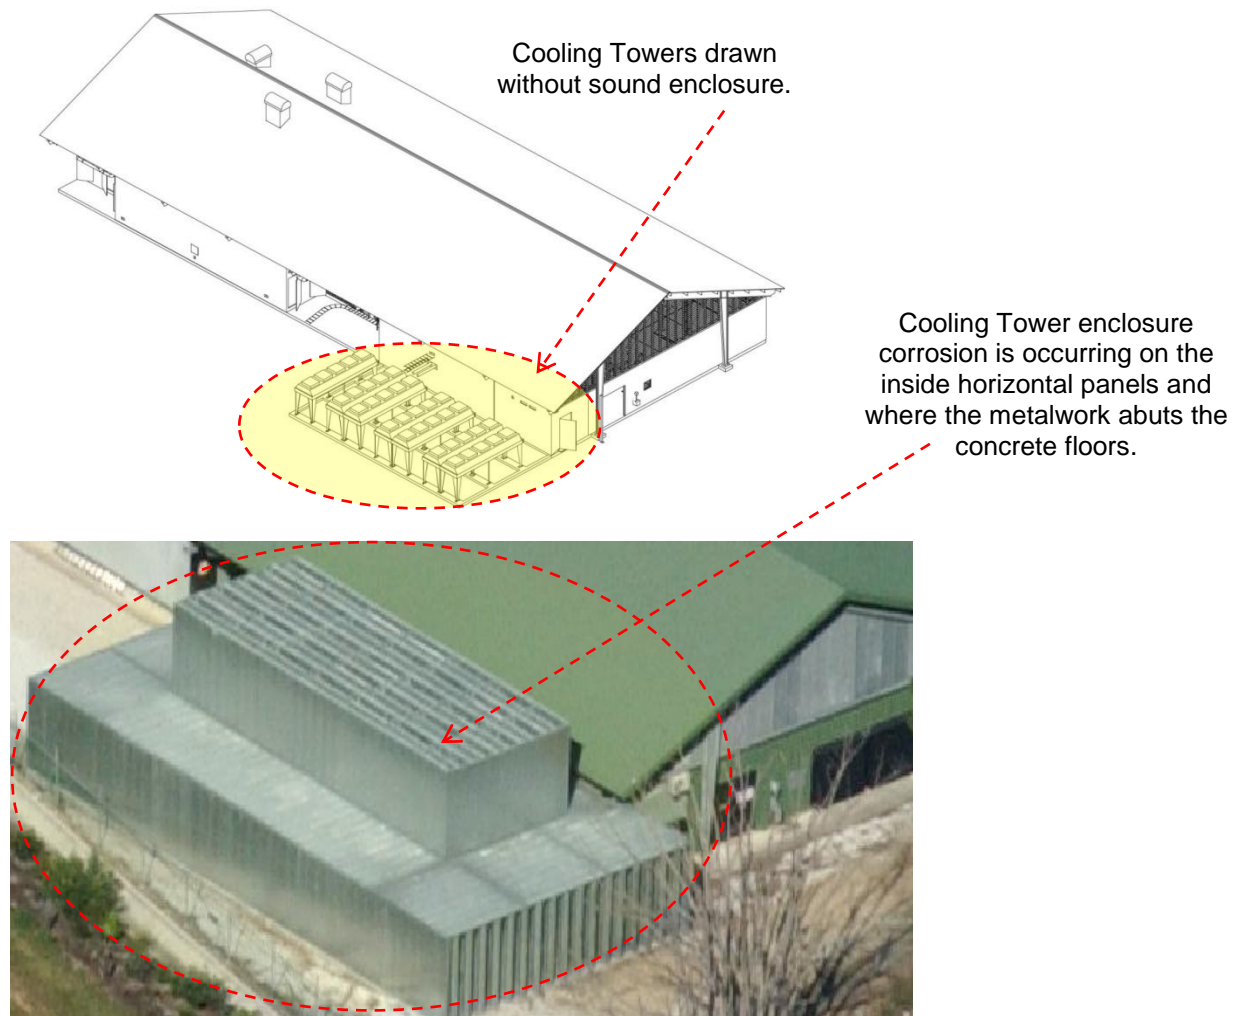 Cooling Towers drawn
without sound enclosure.
Cooling Tower enclosure
corrosion is occurring on the
inside horizontal panels and
where the metalwork abuts the
concrete floors.